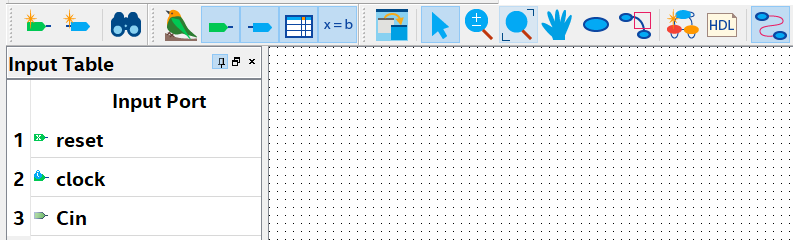 x=b
HDL
Input Table
Input Port
1 reset
2 clock
3 Cin